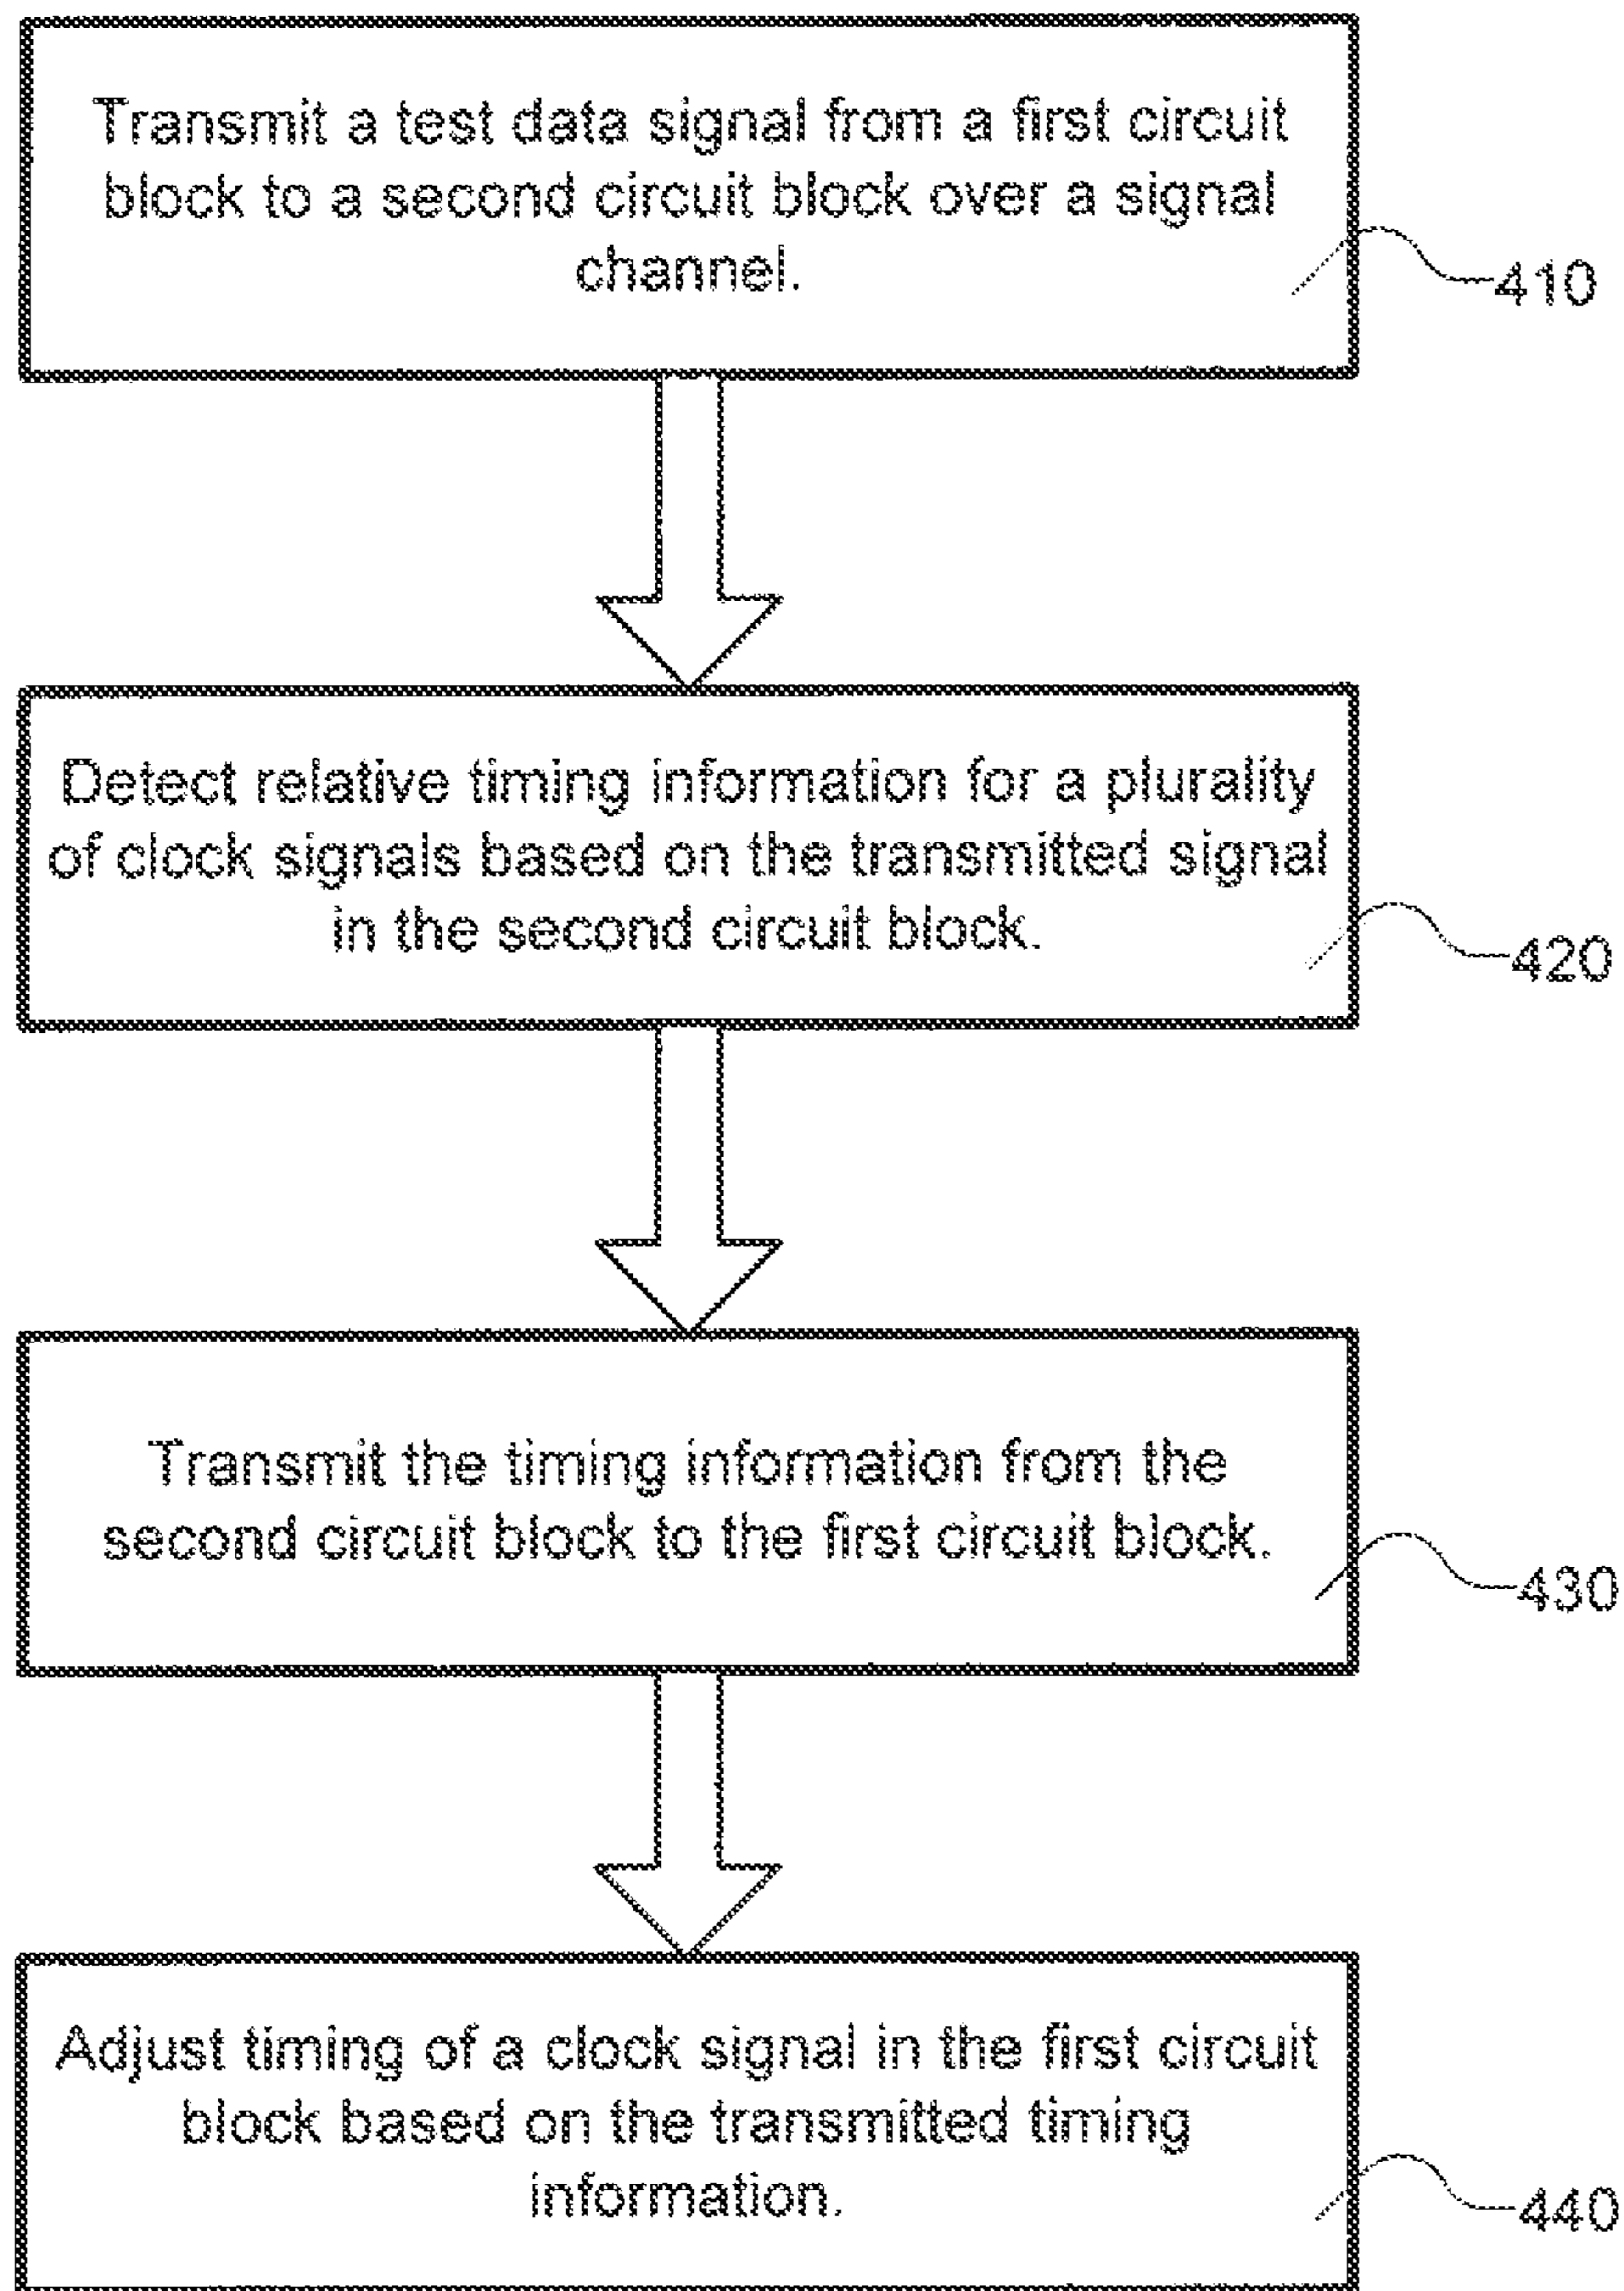 Transmit a test data signal from a first circuit
block to a second circuit block over a signal
channel.
410
Detect relative timing information for a plurality
of clock signals based on the transmitted signal
in the second circuit block.
420
Transmit the timing information from the
second circuit block to the first circuit block.
430
Adjust timing of a clock signal in the first circuit
block based on the transmitted timing
information.
440